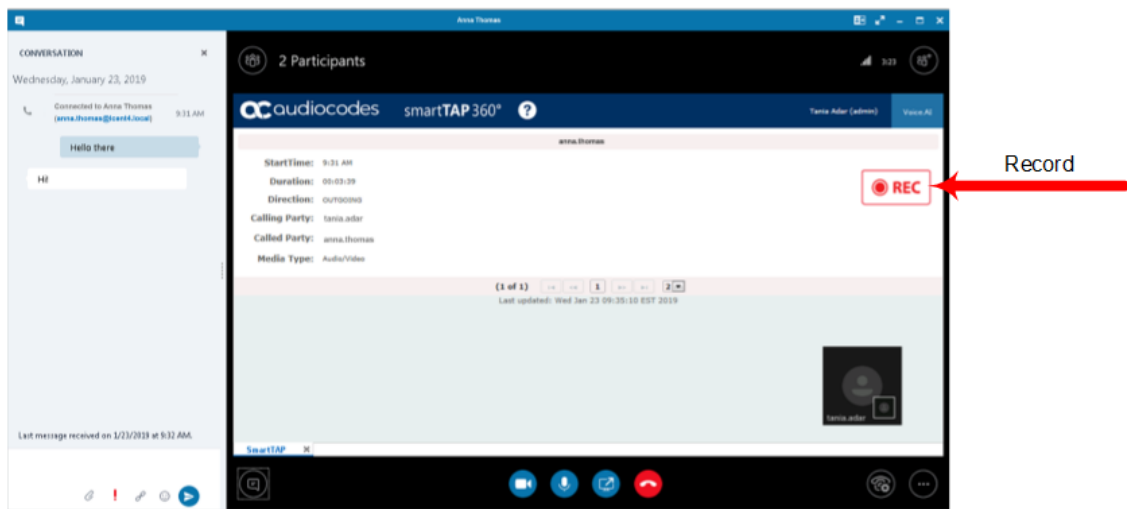 Anna Thomas
CONVERSATION
Wednesday, January 23, 2019
Connected to Anna Thomas
(anna.thomas@lcent4.local)
9:31 AM
Hello there
Hi!
Last message received on 1/23/2019 at 9:32 AM.
2 Participants
3:23
audiocodes smartTAP 360° ?
Tania Adar (admin)
Voice AI
anna.thomas
StartTime: 9:31 AM
Duration: 00:03:39
Direction: OUTGOING
Calling Party: tania.adar
Called Party: anna.thomas
Media Type: Audio/Video
REC
Record
(1 of 1) 1 2
Last updated: Wed Jan 23 09:35:10 EST 2019
tania.adar
SmartTAP